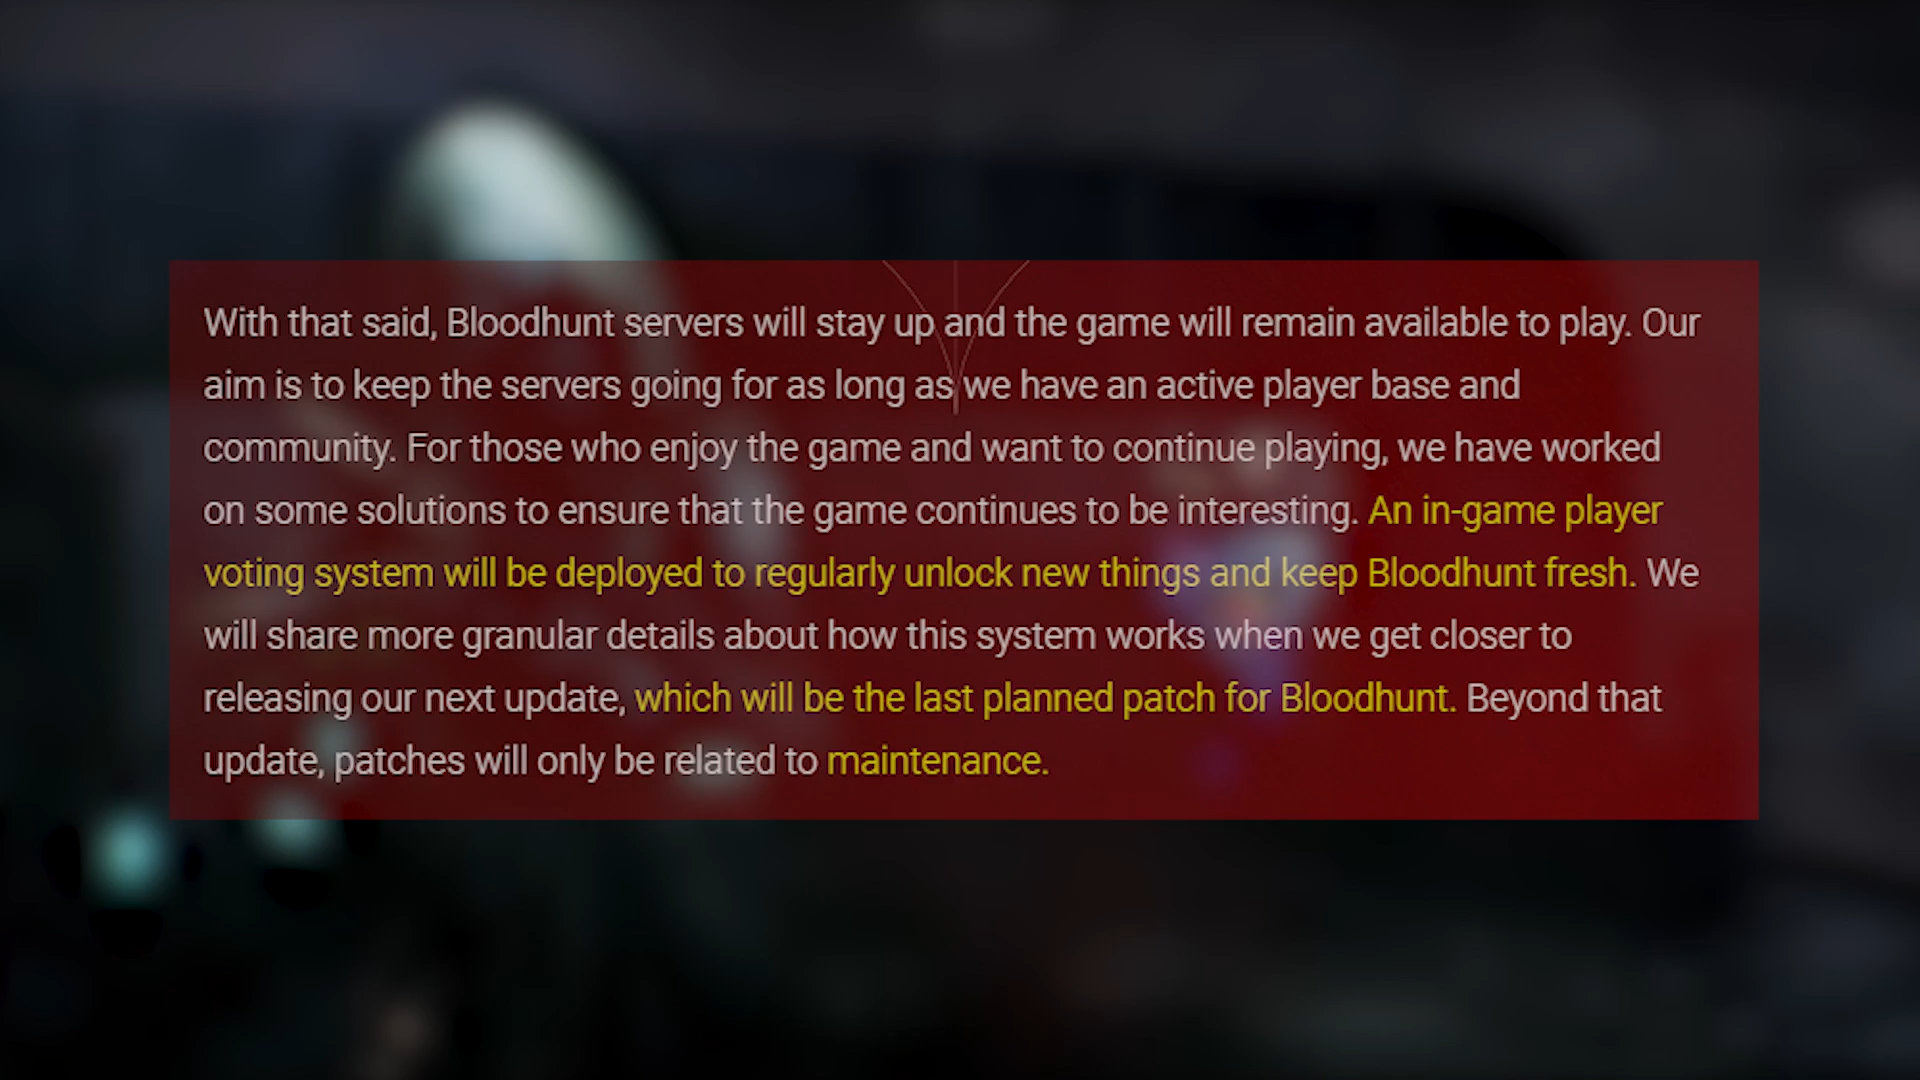 With that said, Bloodhunt servers will stay up and the game will remain available to play. Our
aim is to keep the servers going for as long as we have an active player base and
community. For those who enjoy the game and want to continue playing, we have worked
on some solutions to ensure that the game continues to be interesting. An in-game player
voting system will be deployed to regularly unlock new things and keep Bloodhunt fresh. We
will share more granular details about how this system works when we get closer to
releasing our next update, which will be the last planned patch for Bloodhunt. Beyond that
update, patches will only be related to maintenance.